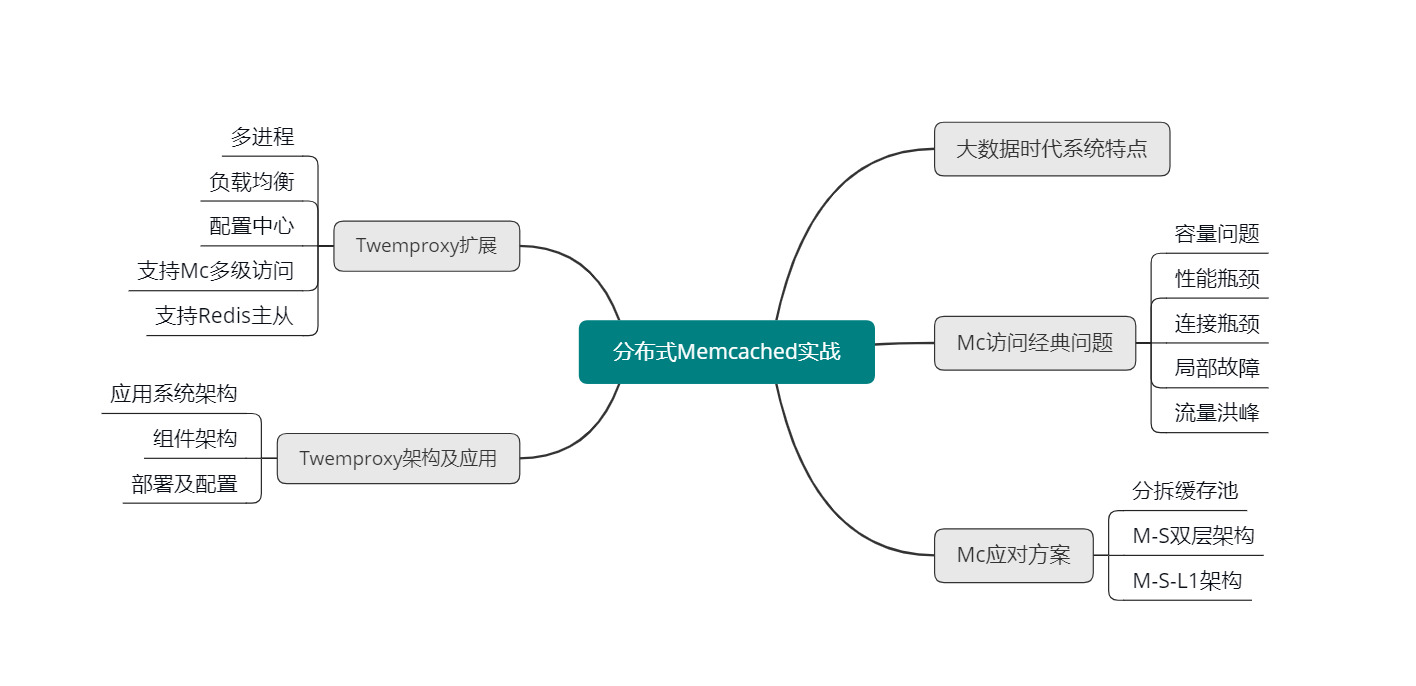 分布式Memcached实战
大数据时代系统特点
Mc访问经典问题
容量问题
性能瓶颈
连接瓶颈
局部故障
流量洪峰
Mc应对方案
分拆缓存池
M-S双层架构
M-S-L1架构
Twemproxy架构及应用
应用系统架构
组件架构
部署及配置
Twemproxy扩展
多进程
负载均衡
配置中心
支持Mc多级访问
支持Redis主从